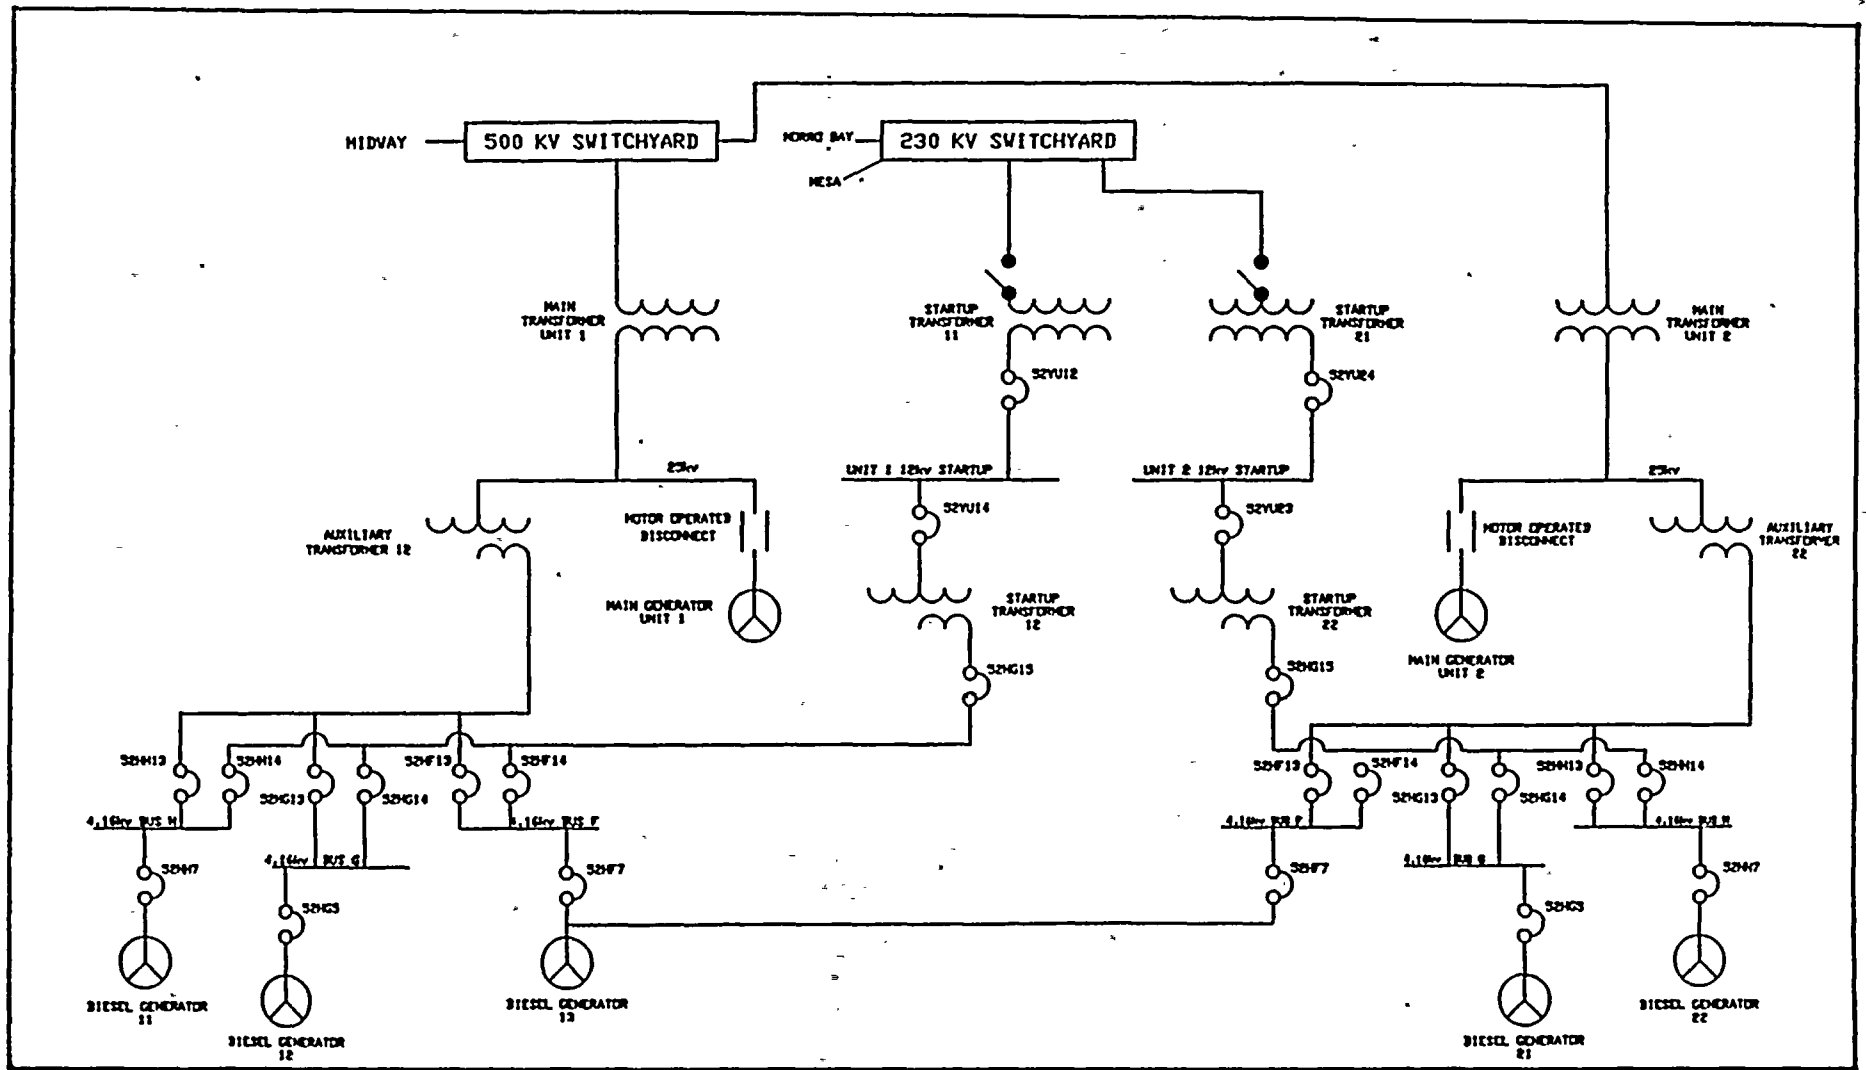 MIDWAY
500 KV SWITCHYARD
MORRO BAY
230 KV SWITCHYARD
MESA
MAIN
TRANSFORMER
UNIT 1
STARTUP
TRANSFORMER
11
STARTUP
TRANSFORMER
21
MAIN
TRANSFORMER
UNIT 2
52YU12
52YU24
25kv
UNIT 1 12kv STARTUP
UNIT 2 12kv STARTUP
25kv
AUXILIARY
TRANSFORMER 12
MOTOR OPERATED
DISCONNECT
52YU14
52YU23
MOTOR OPERATED
DISCONNECT
AUXILIARY
TRANSFORMER
22
MAIN GENERATOR
UNIT 1
STARTUP
TRANSFORMER
12
STARTUP
TRANSFORMER
22
MAIN GENERATOR
UNIT 2
52HG15
52HG15
52HH13
52HH14
52HG13
52HG14
52HF13
52HF14
52HF13
52HF14
52HG13
52HG14
52HH13
52HH14
4.16kv BUS H
4.16kv BUS G
4.16kv BUS F
4.16kv BUS F
4.16kv BUS G
4.16kv BUS H
52HH7
52HG5
52HF7
52HF7
52HG5
52HH7
DIESEL GENERATOR
11
DIESEL GENERATOR
12
DIESEL GENERATOR
13
DIESEL GENERATOR
21
DIESEL GENERATOR
22